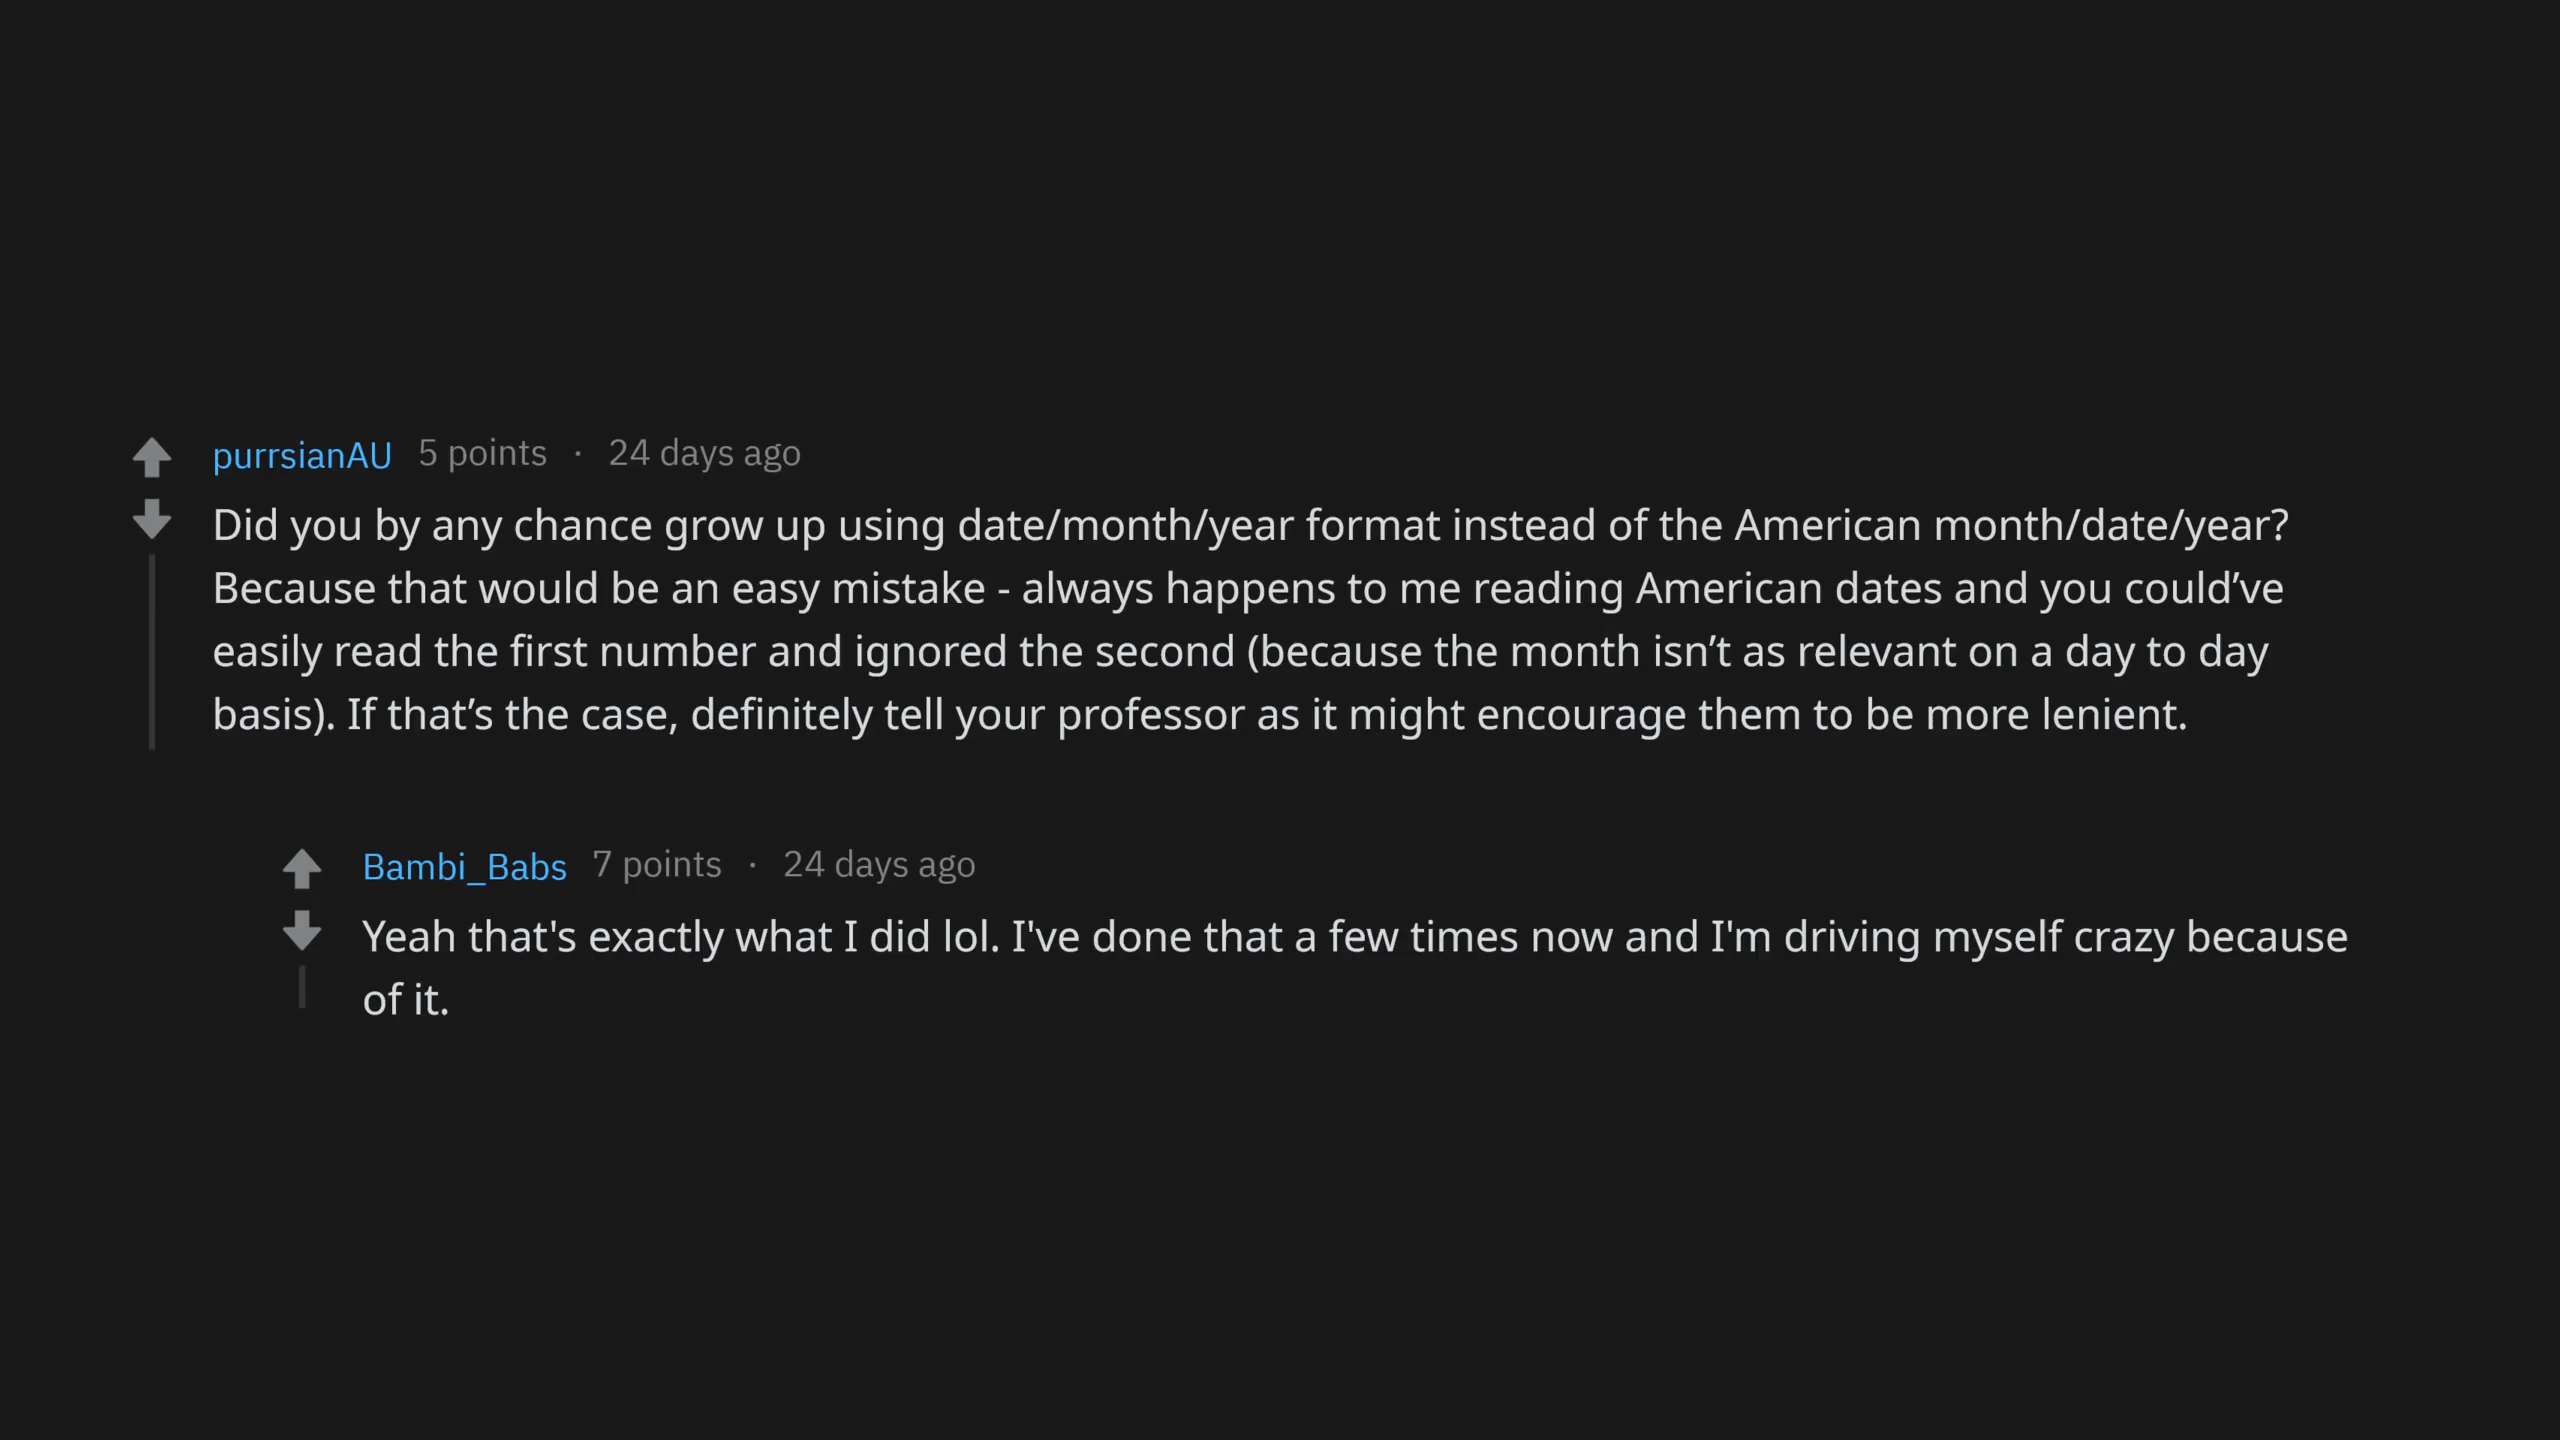 purrsianAU 5 points · 24 days ago
Did you by any chance grow up using date/month/year format instead of the American month/date/year?
Because that would be an easy mistake - always happens to me reading American dates and you could’ve
easily read the first number and ignored the second (because the month isn’t as relevant on a day to day
basis). If that’s the case, definitely tell your professor as it might encourage them to be more lenient.
Bambi_Babs 7 points · 24 days ago
Yeah that's exactly what I did lol. I've done that a few times now and I'm driving myself crazy because
of it.